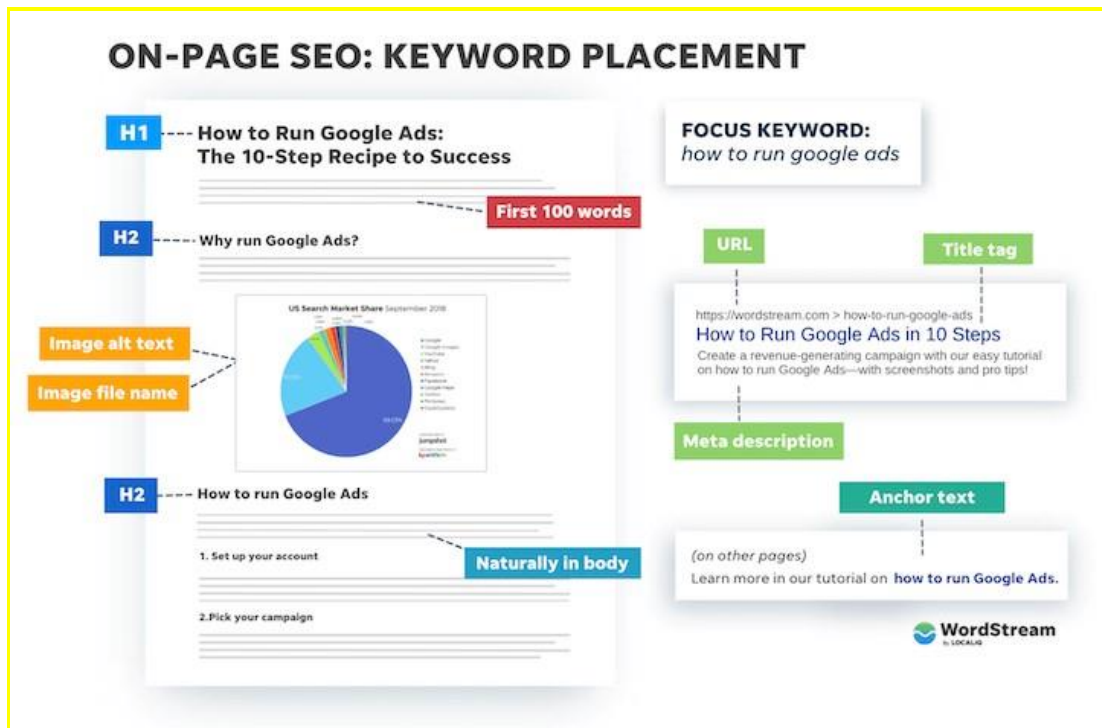 ON-PAGE SEO: KEYWORD PLACEMENT
H1
How to Run Google Ads:
The 10-Step Recipe to Success
First 100 words
H2
Why run Google Ads?
US Search Market Share September 2018
Image alt text
Image file name
H2
How to run Google Ads
1. Set up your account
Naturally in body
2.Pick your campaign
FOCUS KEYWORD:
how to run google ads
URL
Title tag
https://wordstream.com > how-to-run-google-ads
How to Run Google Ads in 10 Steps
Create a revenue-generating campaign with our easy tutorial
on how to run Google Ads—with screenshots and pro tips!
Meta description
Anchor text
(on other pages)
Learn more in our tutorial on how to run Google Ads.
WordStream
by LOCALiQ